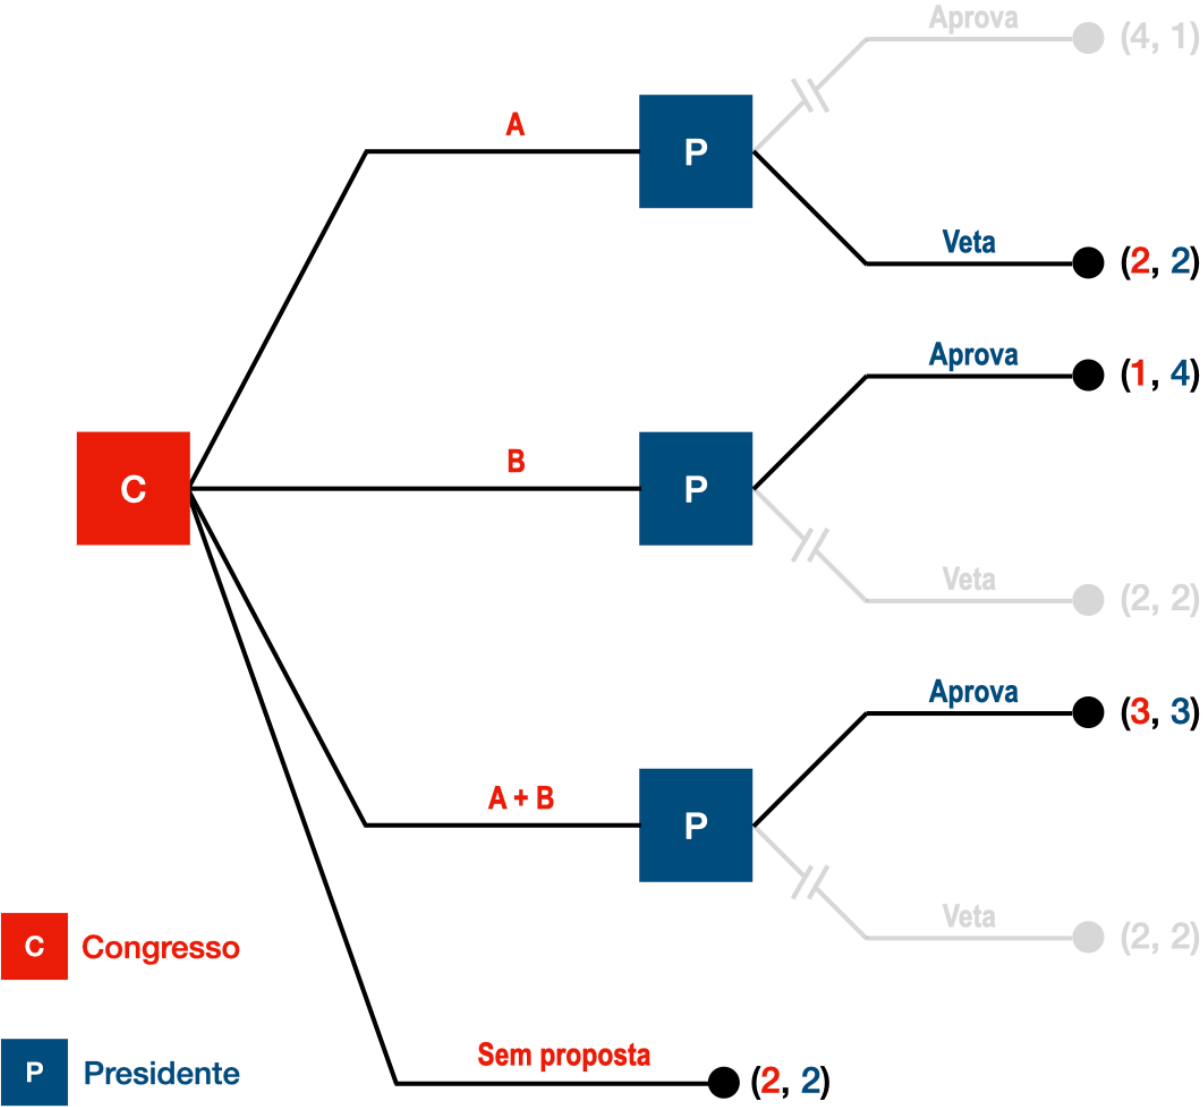 Aprova
(4, 1)
A
P
Veta
(2, 2)
Aprova
(1, 4)
C
B
P
Veta
(2, 2)
Aprova
(3, 3)
A + B
P
Veta
(2, 2)
C Congresso
Sem proposta
(2, 2)
P Presidente